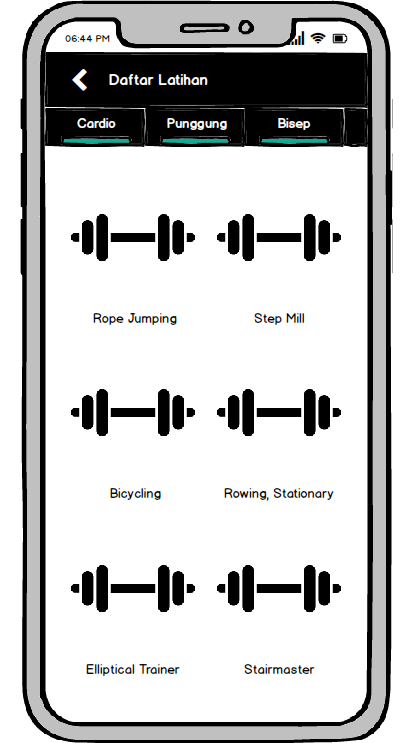 06:44 PM
Daftar Latihan
Cardio Punggung Bisep
Rope Jumping Step Mill
Bicycling Rowing, Stationary
Elliptical Trainer Stairmaster